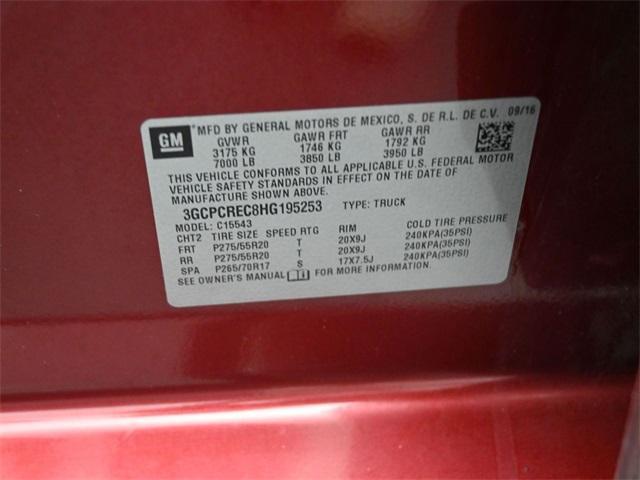 GM
MFD BY GENERAL MOTORS DE MEXICO, S. DE R.L. DE C.V. 09/16
GVWR GAWR FRT GAWR RR
3175 KG 1746 KG 1792 KG
7000 LB 3850 LB 3950 LB
THIS VEHICLE CONFORMS TO ALL APPLICABLE U.S. FEDERAL MOTOR
VEHICLE SAFETY STANDARDS IN EFFECT ON THE DATE OF
MANUFACTURE SHOWN ABOVE.
3GCPCREC8HG195253 TYPE: TRUCK
MODEL: C15543
CHT2 TIRE SIZE SPEED RTG RIM COLD TIRE PRESSURE
FRT P275/55R20 T 20X9J 240KPA(35PSI)
RR P275/55R20 T 20X9J 240KPA(35PSI)
SPA P265/70R17 S 17X7.5J 240KPA(35PSI)
SEE OWNER'S MANUAL FOR MORE INFORMATION.